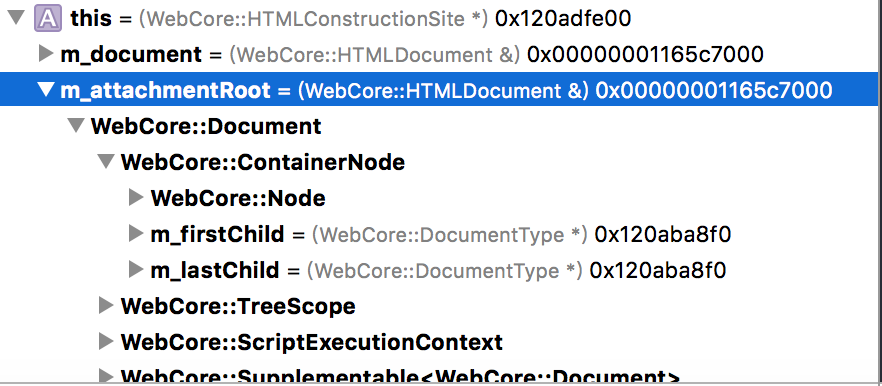 A this = (WebCore::HTMLConstructionSite *) 0x120adfe00
m_document = (WebCore::HTMLDocument &) 0x00000001165c7000
m_attachmentRoot = (WebCore::HTMLDocument &) 0x00000001165c7000
WebCore::Document
WebCore::ContainerNode
WebCore::Node
m_firstChild = (WebCore::DocumentType *) 0x120aba8f0
m_lastChild = (WebCore::DocumentType *) 0x120aba8f0
WebCore::TreeScope
WebCore::ScriptExecutionContext
WebCore::Supplementable<WebCore::Document>